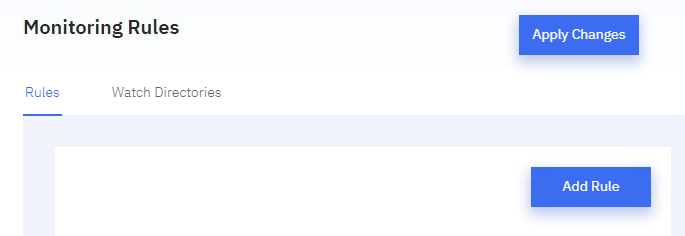 Monitoring Rules
Apply Changes
Rules
Watch Directories
Add Rule